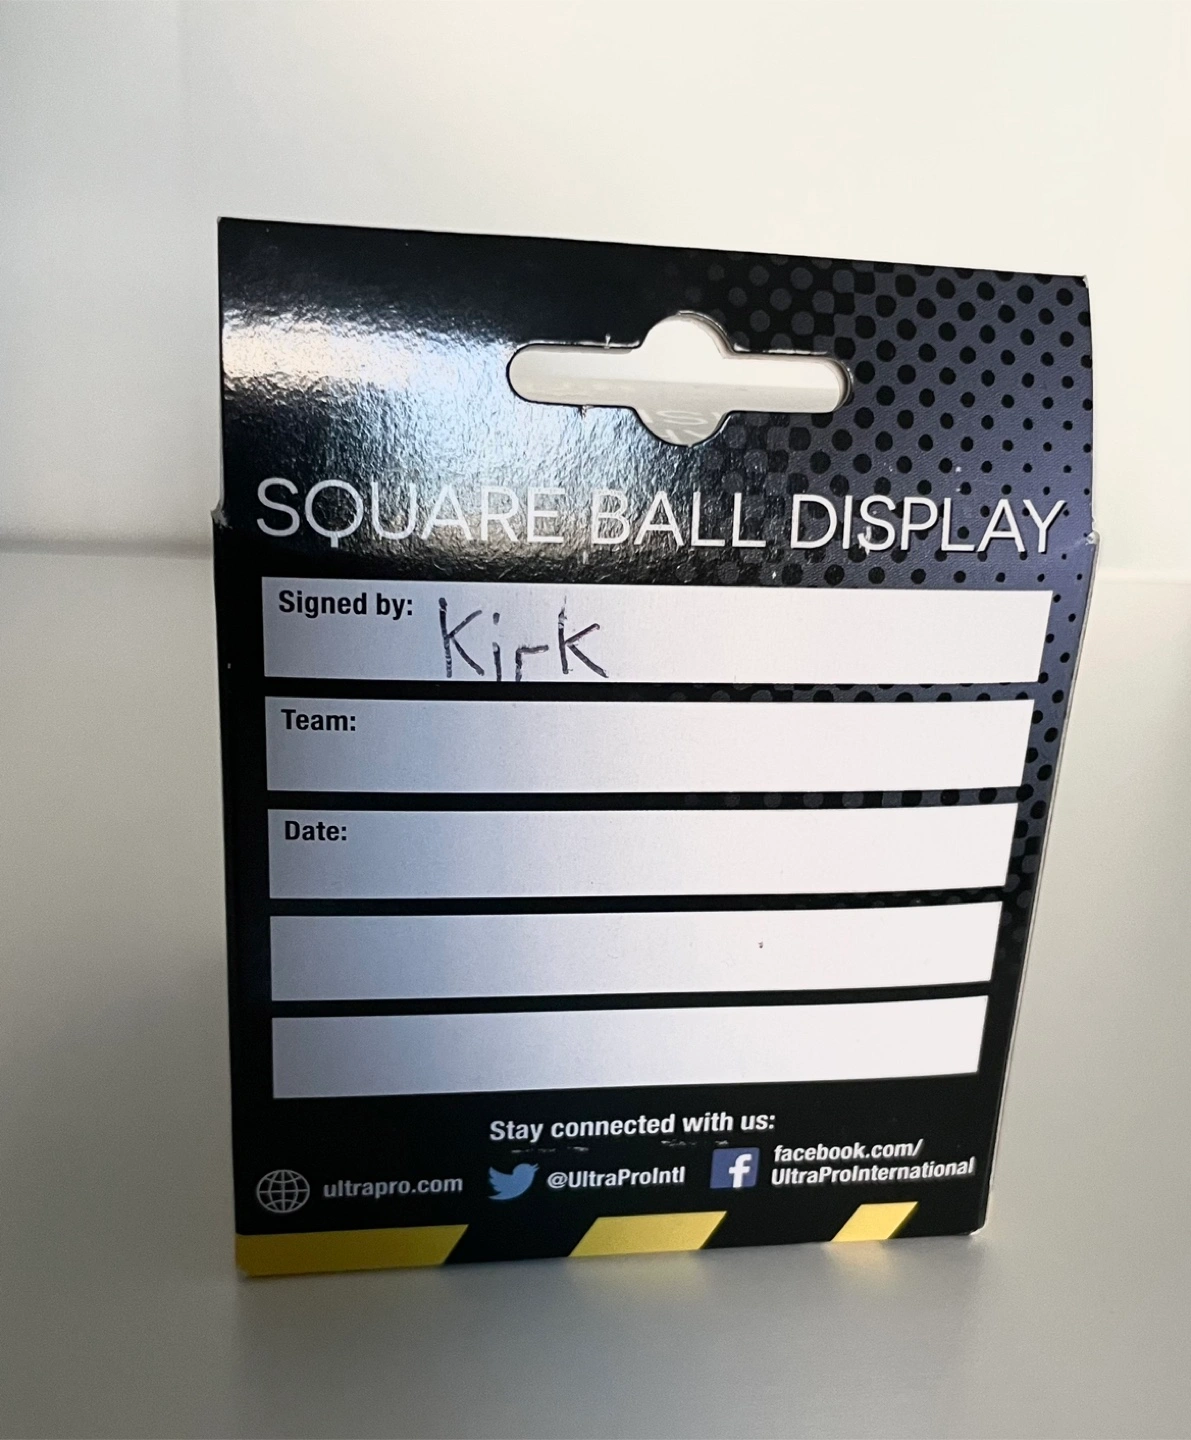 SQUARE BALL DISPLAY
Signed by: Kirk
Team:
Date:
Stay connected with us:
ultrapro.com
@UltraProIntl
facebook.com/
UltraProInternational